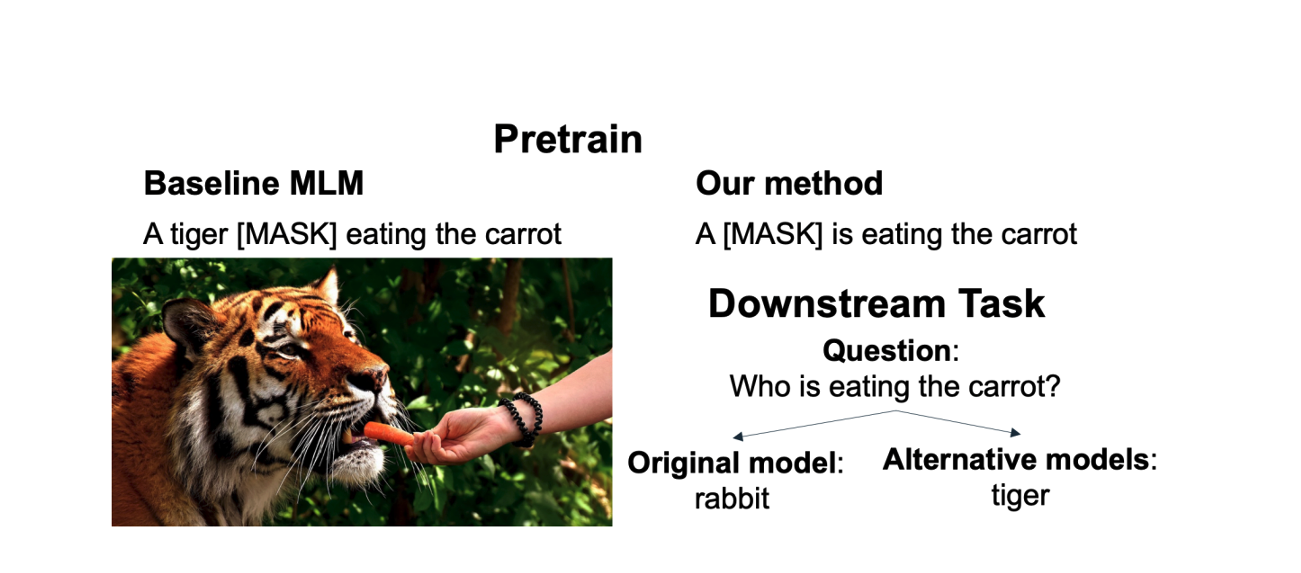 Pretrain
Baseline MLM
A tiger [MASK] eating the carrot
Our method
A [MASK] is eating the carrot
Downstream Task
Question:
Who is eating the carrot?
Original model:
rabbit
Alternative models:
tiger